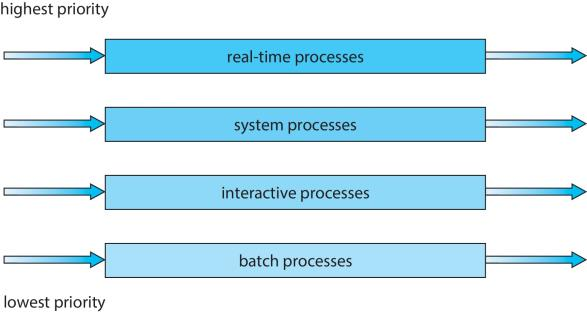 highest priority
real-time processes
system processes
interactive processes
batch processes
lowest priority